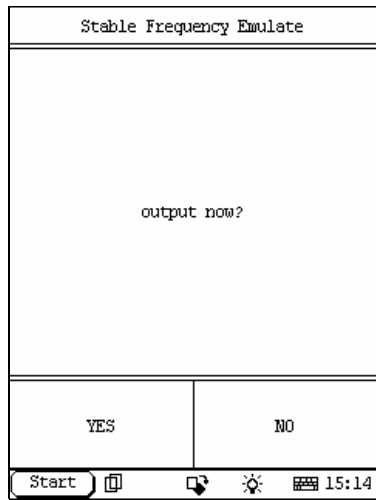 Stable Frequency Emulate
output now?
YES
NO
Start
15:14